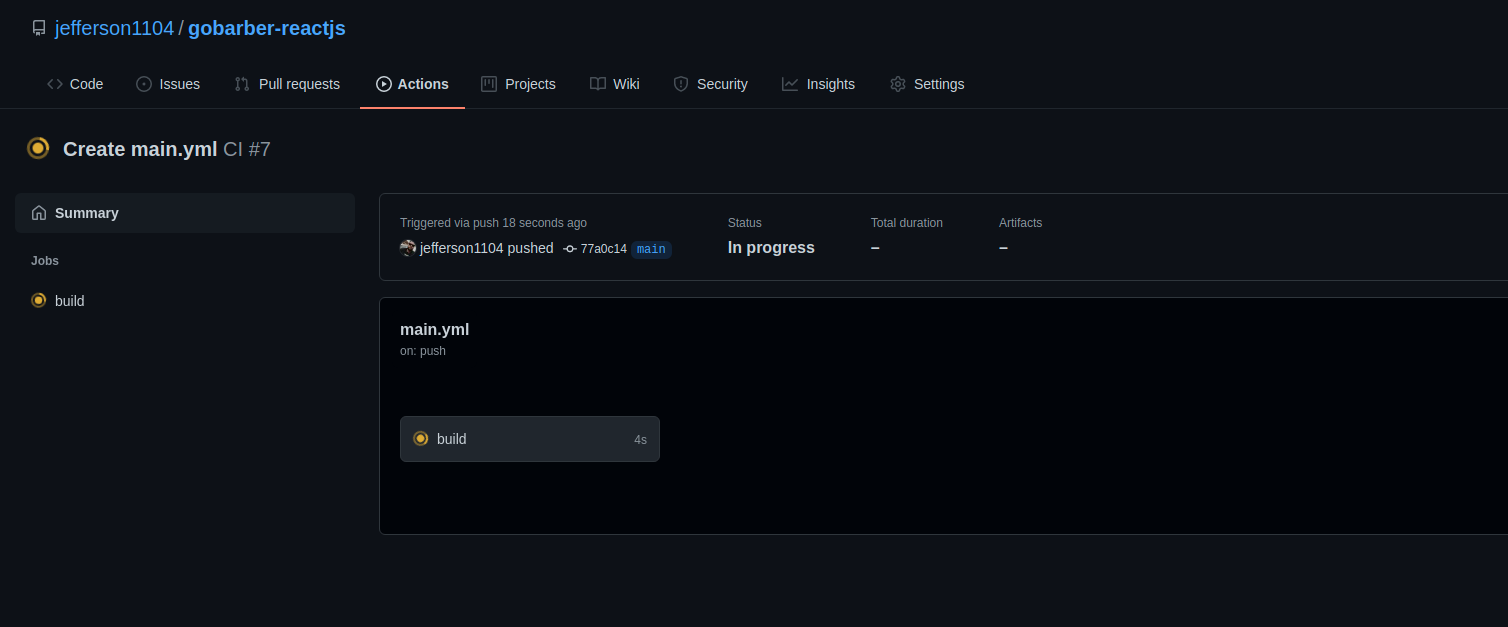 jefferson1104 / gobarber-reactjs
Code Issues Pull requests Actions Projects Wiki Security Insights Settings
Create main.yml CI #7
Summary
Jobs
build
Triggered via push 18 seconds ago
jefferson1104 pushed 77a0c14 main
Status
In progress
Total duration
–
Artifacts
–
main.yml
on: push
build 4s